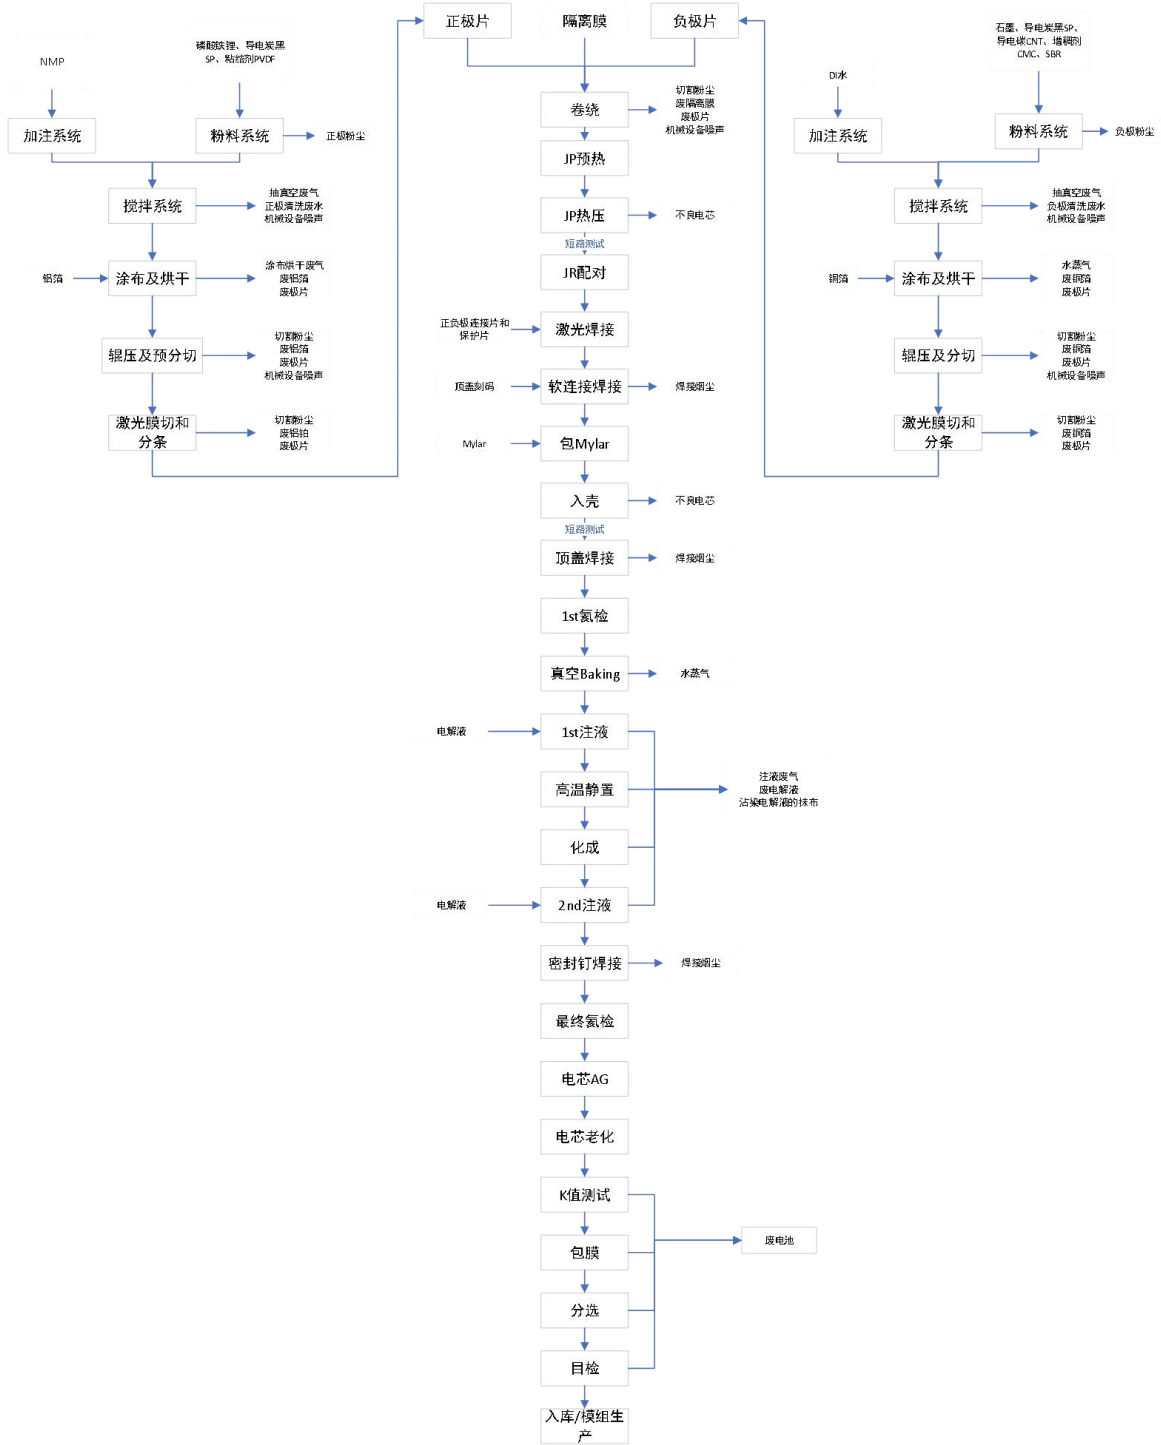 正极片
隔离膜
负极片
NMP
磷酸铁锂、导电炭黑
SP、粘结剂PVDF
加注系统
粉料系统
正极粉尘
搅拌系统
抽真空废气
正极清洗废水
机械设备噪声
铝箔
涂布及烘干
涂布烘干废气
废铝箔
废极片
辊压及预分切
切割粉尘
废铝箔
废极片
机械设备噪声
激光膜切和
分条
切割粉尘
废铝铂
废极片
卷绕
切割粉尘
废隔离膜
废极片
机械设备噪声
JP预热
JP热压
不良电芯
短路测试
JR配对
正负极连接片和
保护片
激光焊接
顶盖刻码
软连接焊接
焊接烟尘
Mylar
包Mylar
入壳
不良电芯
短路测试
顶盖焊接
焊接烟尘
1st氦检
真空Baking
水蒸气
电解液
1st注液
高温静置
注液废气
废电解液
沾染电解液的抹布
化成
电解液
2nd注液
密封钉焊接
焊接烟尘
最终氦检
电芯AG
电芯老化
K值测试
包膜
废电池
分选
目检
入库/模组生
产
DI水
石墨、导电炭黑SP、
导电碳CNT、增稠剂
CMC、SBR
加注系统
粉料系统
负极粉尘
搅拌系统
抽真空废气
负极清洗废水
机械设备噪声
铜箔
涂布及烘干
水蒸气
废铜箔
废极片
辊压及分切
切割粉尘
废铜箔
废极片
机械设备噪声
激光膜切和
分条
切割粉尘
废铜箔
废极片